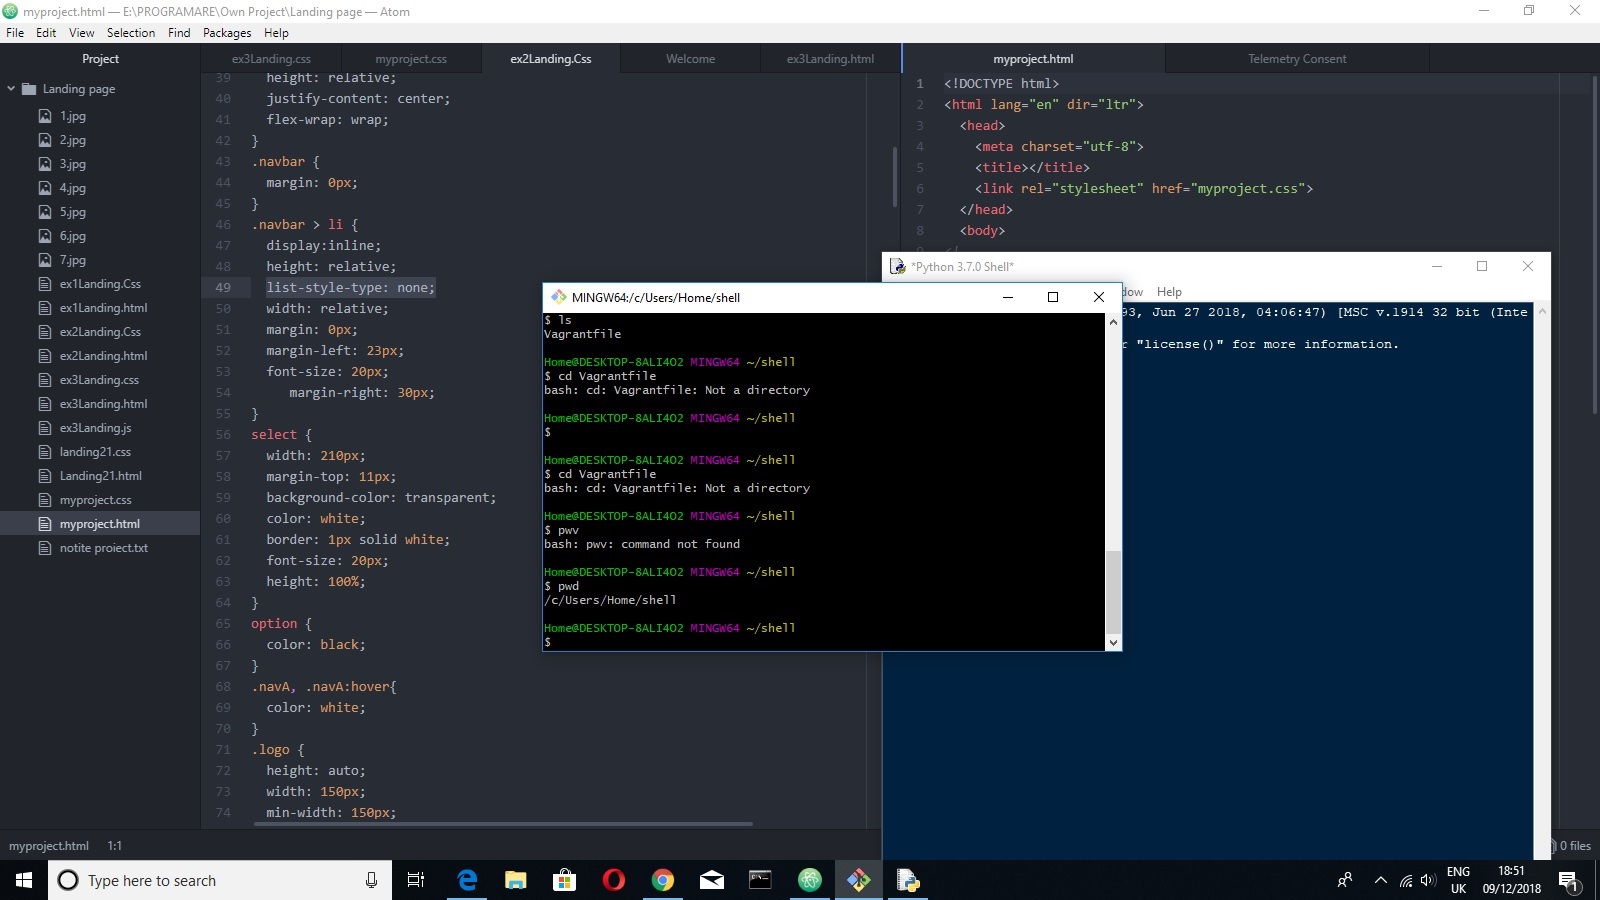 myproject.html — E:\PROGRAMARE\Own Project\Landing page — Atom
File Edit View Selection Find Packages Help
Project
Landing page
1.jpg
2.jpg
3.jpg
4.jpg
5.jpg
6.jpg
7.jpg
ex1Landing.Css
ex1Landing.html
ex2Landing.Css
ex2Landing.html
ex3Landing.css
ex3Landing.html
ex3Landing.js
landing21.css
Landing21.html
myproject.css
myproject.html
notite proiect.txt
ex3Landing.css myproject.css ex2Landing.Css Welcome ex3Landing.html
39 height: relative;
40 justify-content: center;
41 flex-wrap: wrap;
42 }
43 .navbar {
44 margin: 0px;
45 }
46 .navbar > li {
47 display:inline;
48 height: relative;
49 list-style-type: none;
50 width: relative;
51 margin: 0px;
52 margin-left: 23px;
53 font-size: 20px;
54 margin-right: 30px;
55 }
56 select {
57 width: 210px;
58 margin-top: 11px;
59 background-color: transparent;
60 color: white;
61 border: 1px solid white;
62 font-size: 20px;
63 height: 100%;
64 }
65 option {
66 color: black;
67 }
68 .navA, .navA:hover{
69 color: white;
70 }
71 .logo {
72 height: auto;
73 width: 150px;
74 min-width: 150px;
myproject.html Telemetry Consent
1 <!DOCTYPE html>
2 <html lang="en" dir="ltr">
3 <head>
4 <meta charset="utf-8">
5 <title></title>
6 <link rel="stylesheet" href="myproject.css">
7 </head>
8 <body>
*Python 3.7.0 Shell*
dow Help
93, Jun 27 2018, 04:06:47) [MSC v.1914 32 bit (Inte
r "license()" for more information.
MINGW64:/c/Users/Home/shell
$ ls
Vagrantfile
Home@DESKTOP-8ALI4O2 MINGW64 ~/shell
$ cd Vagrantfile
bash: cd: Vagrantfile: Not a directory
Home@DESKTOP-8ALI4O2 MINGW64 ~/shell
$
Home@DESKTOP-8ALI4O2 MINGW64 ~/shell
$ cd Vagrantfile
bash: cd: Vagrantfile: Not a directory
Home@DESKTOP-8ALI4O2 MINGW64 ~/shell
$ pwv
bash: pwv: command not found
Home@DESKTOP-8ALI4O2 MINGW64 ~/shell
$ pwd
/c/Users/Home/shell
Home@DESKTOP-8ALI4O2 MINGW64 ~/shell
$
myproject.html 1:1
0 files
Type here to search
ENG
UK
18:51
09/12/2018
1